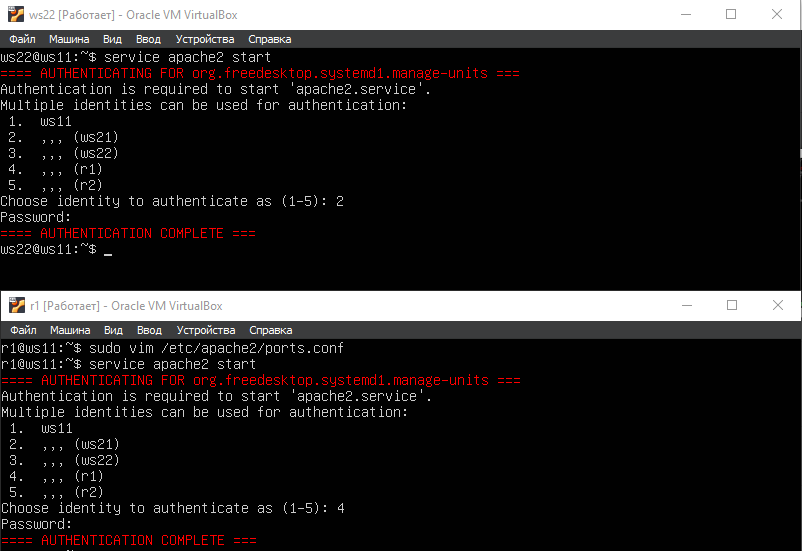 ws22 [Работает] - Oracle VM VirtualBox
Файл Машина Вид Ввод Устройства Справка
ws22@ws11:~$ service apache2 start
==== AUTHENTICATING FOR org.freedesktop.systemd1.manage-units ===
Authentication is required to start 'apache2.service'.
Multiple identities can be used for authentication:
1. ws11
2. ,,, (ws21)
3. ,,, (ws22)
4. ,,, (r1)
5. ,,, (r2)
Choose identity to authenticate as (1-5): 2
Password:
==== AUTHENTICATION COMPLETE ===
ws22@ws11:~$ _
r1 [Работает] - Oracle VM VirtualBox
Файл Машина Вид Ввод Устройства Справка
r1@ws11:~$ sudo vim /etc/apache2/ports.conf
r1@ws11:~$ service apache2 start
==== AUTHENTICATING FOR org.freedesktop.systemd1.manage-units ===
Authentication is required to start 'apache2.service'.
Multiple identities can be used for authentication:
1. ws11
2. ,,, (ws21)
3. ,,, (ws22)
4. ,,, (r1)
5. ,,, (r2)
Choose identity to authenticate as (1-5): 4
Password:
==== AUTHENTICATION COMPLETE ===